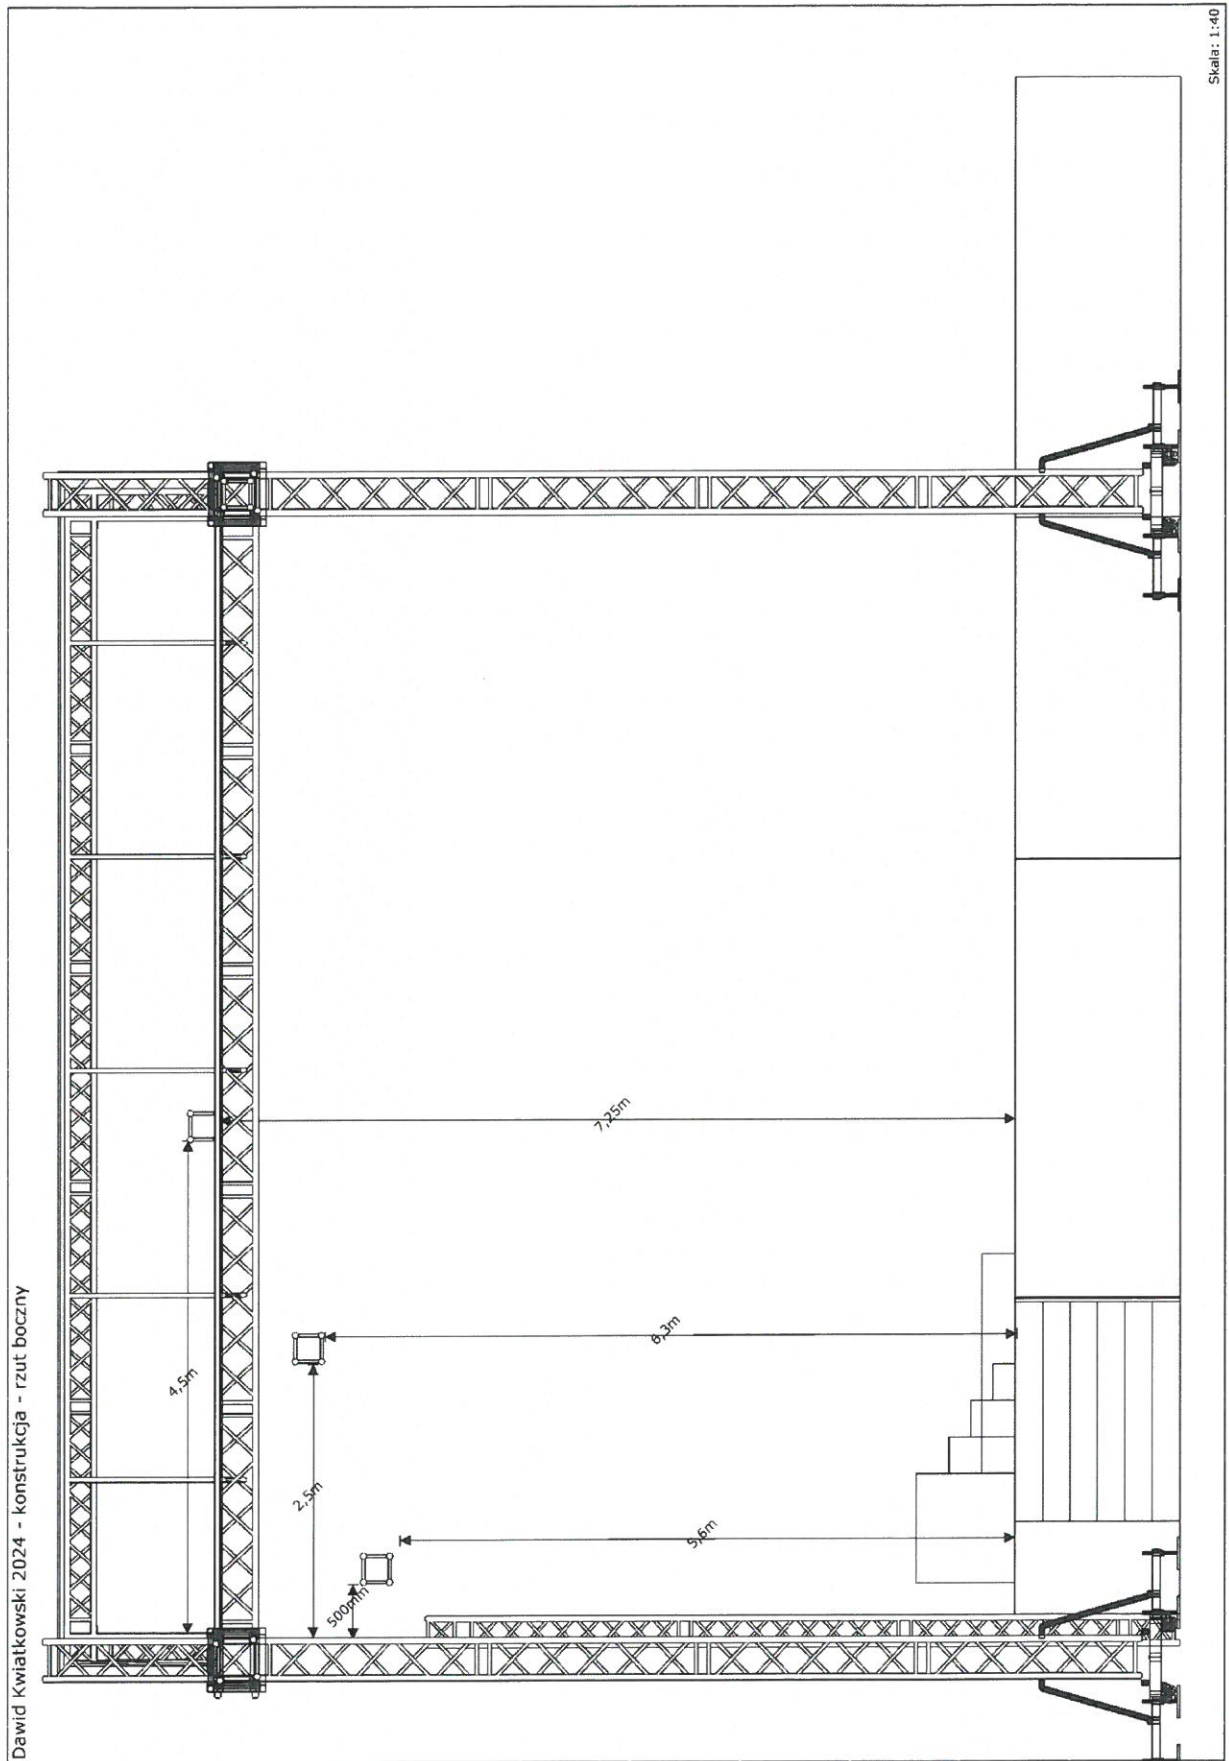 Dawid Kwiatkowski 2024 - konstrukcja - rzut boczny
4,5m
7,25m
6,3m
2,5m
5,6m
500mm
Skala: 1:40